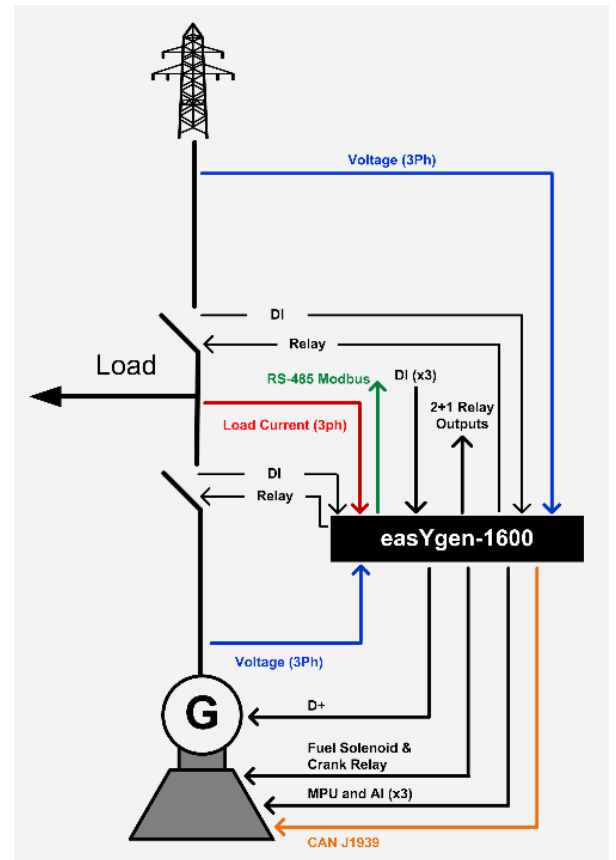 Voltage (3Ph)
DI
Relay
Load
RS-485 Modbus
DI (x3)
2+1 Relay
Outputs
Load Current (3ph)
DI
Relay
easYgen-1600
Voltage (3Ph)
G
D+
Fuel Solenoid &
Crank Relay
MPU and AI (x3)
CAN J1939